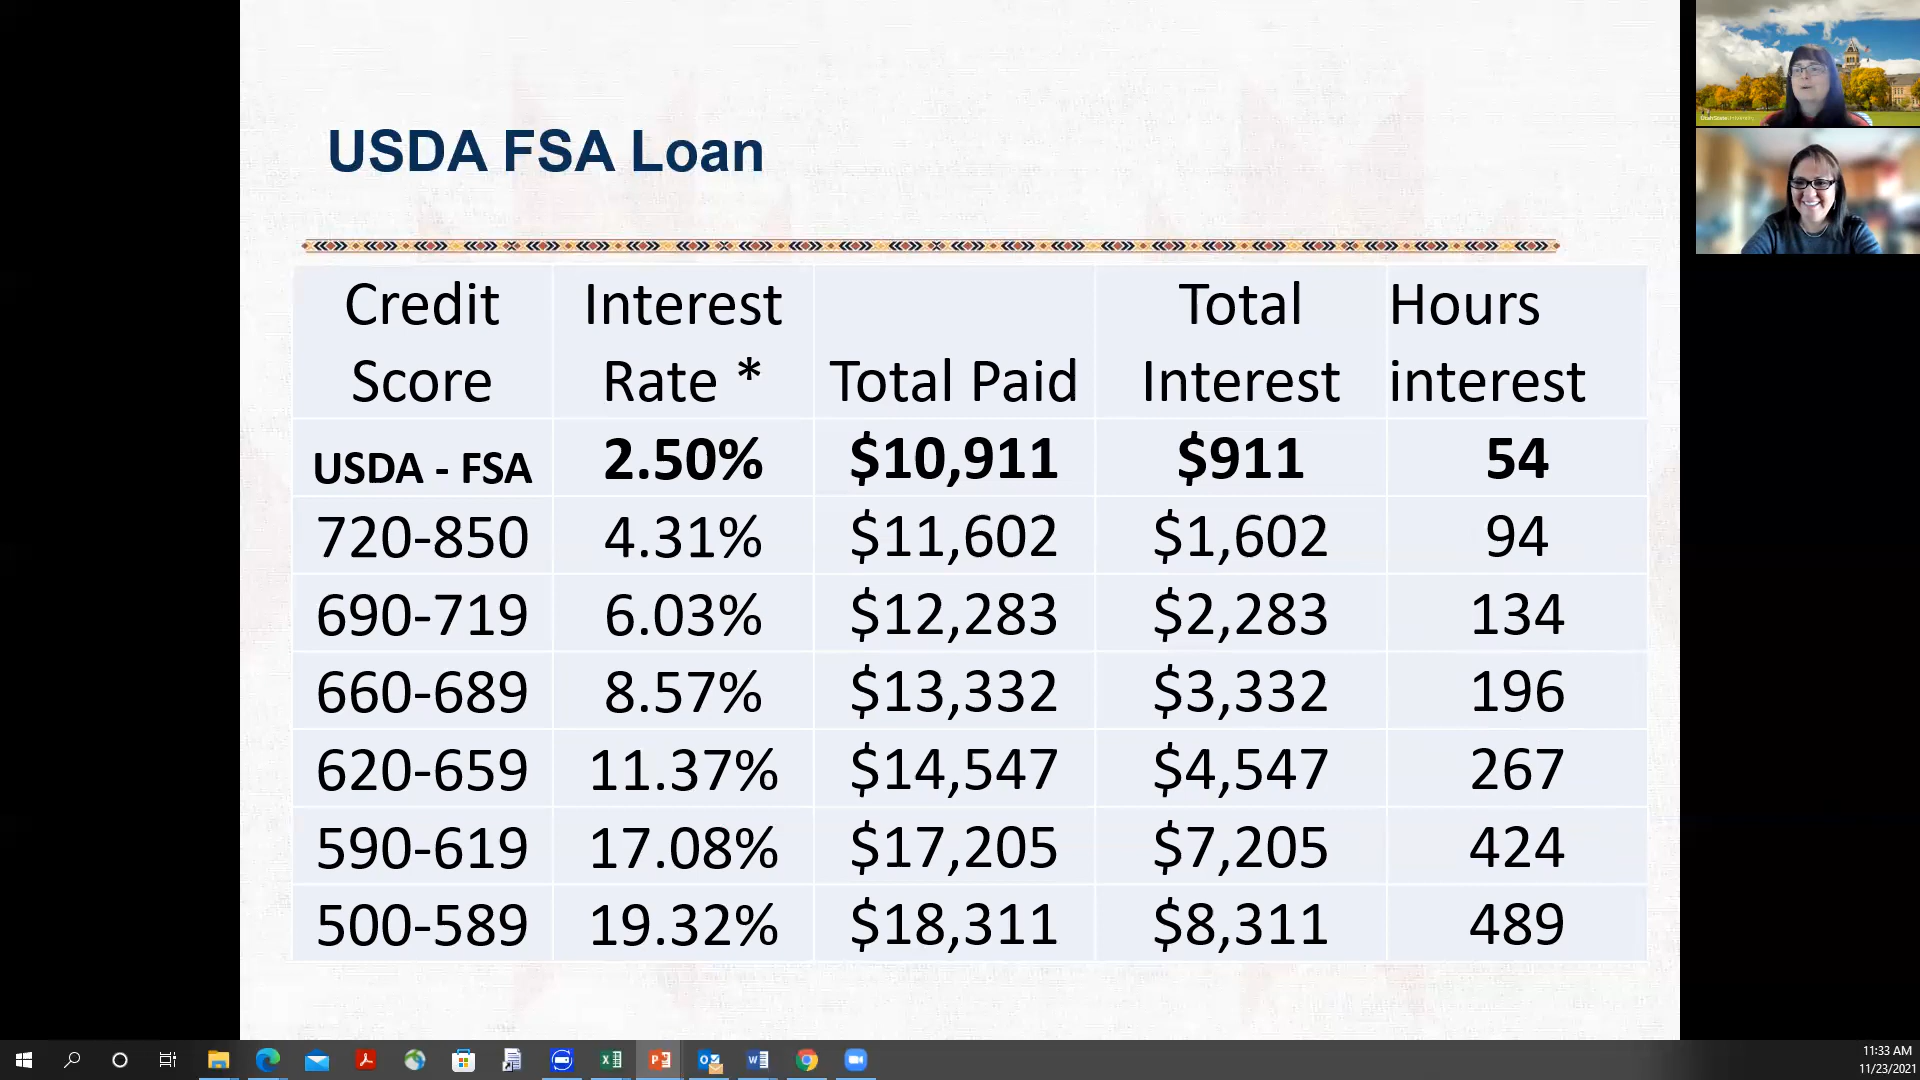 USDA FSA Loan
Credit Score Interest Rate * Total Paid Total Interest Hours interest
USDA - FSA 2.50% $10,911 $911 54
720-850 4.31% $11,602 $1,602 94
690-719 6.03% $12,283 $2,283 134
660-689 8.57% $13,332 $3,332 196
620-659 11.37% $14,547 $4,547 267
590-619 17.08% $17,205 $7,205 424
500-589 19.32% $18,311 $8,311 489
11:33 AM
11/23/2021